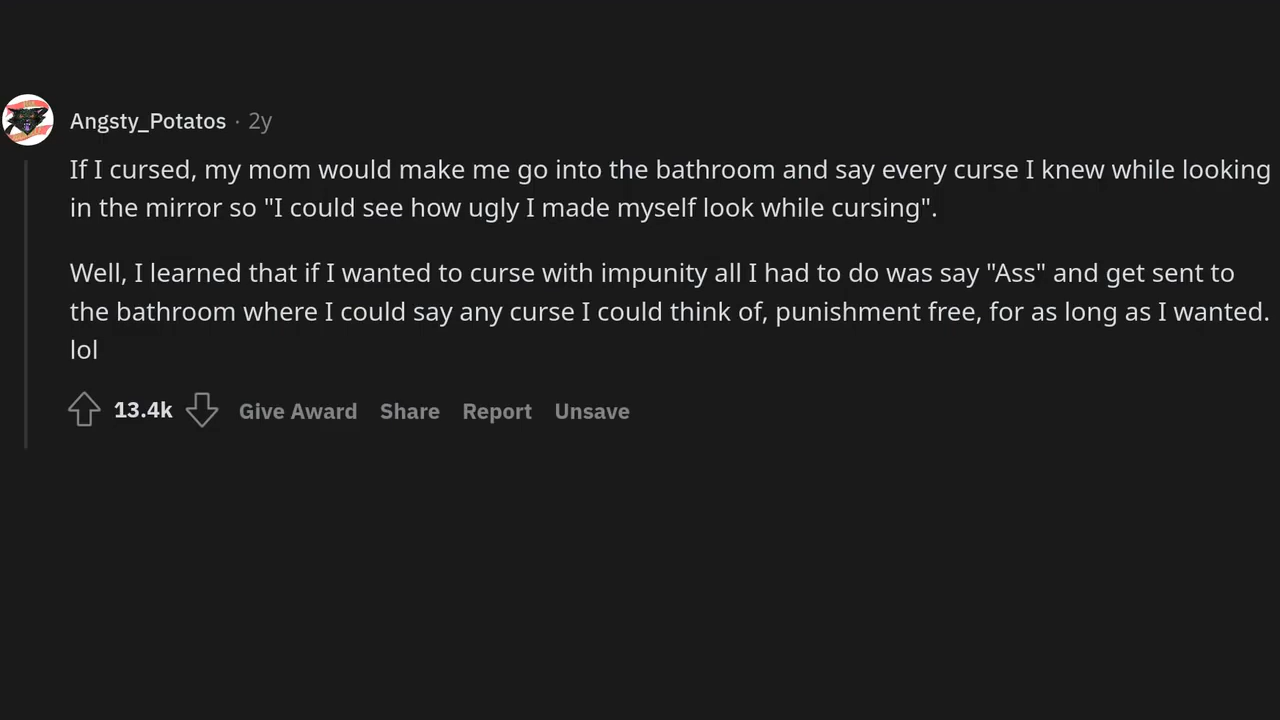 Angsty_Potatos · 2y
If I cursed, my mom would make me go into the bathroom and say every curse I knew while looking
in the mirror so "I could see how ugly I made myself look while cursing".
Well, I learned that if I wanted to curse with impunity all I had to do was say "Ass" and get sent to
the bathroom where I could say any curse I could think of, punishment free, for as long as I wanted.
lol
13.4k Give Award Share Report Unsave